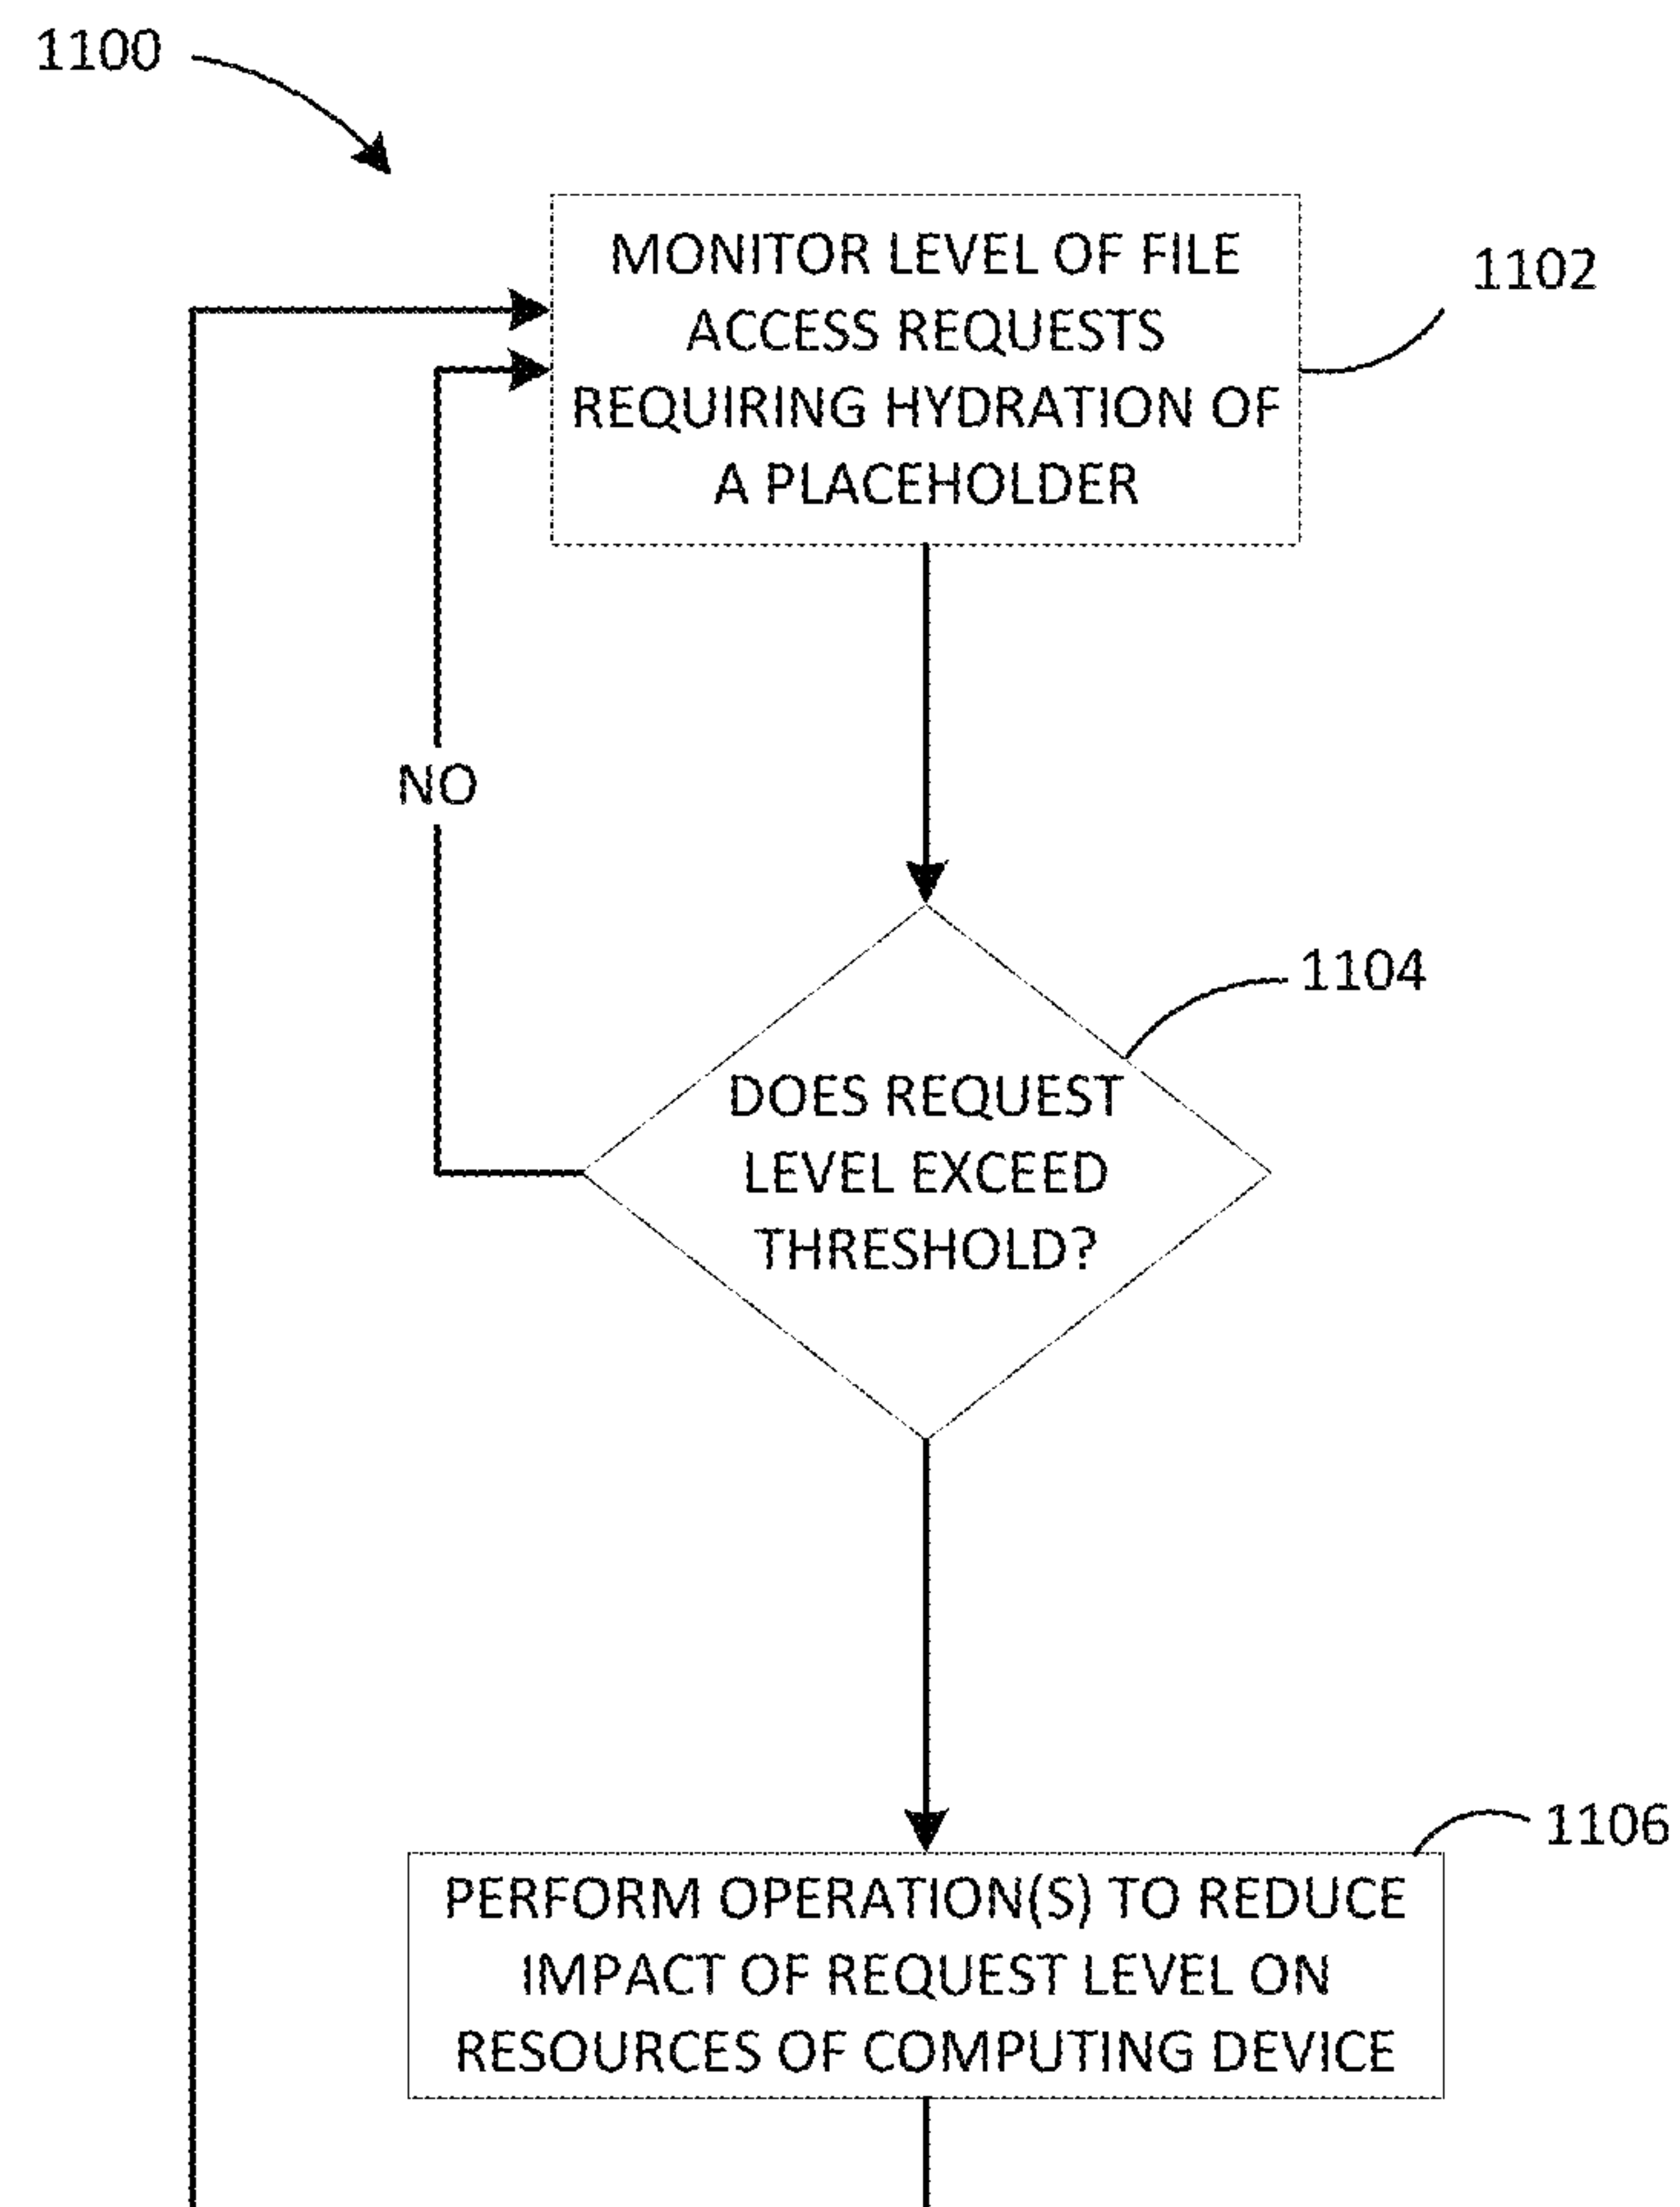 1100
MONITOR LEVEL OF FILE
ACCESS REQUESTS
REQUIRING HYDRATION OF
A PLACEHOLDER
1102
NO
1104
DOES REQUEST
LEVEL EXCEED
THRESHOLD?
1106
PERFORM OPERATION(S) TO REDUCE
IMPACT OF REQUEST LEVEL ON
RESOURCES OF COMPUTING DEVICE